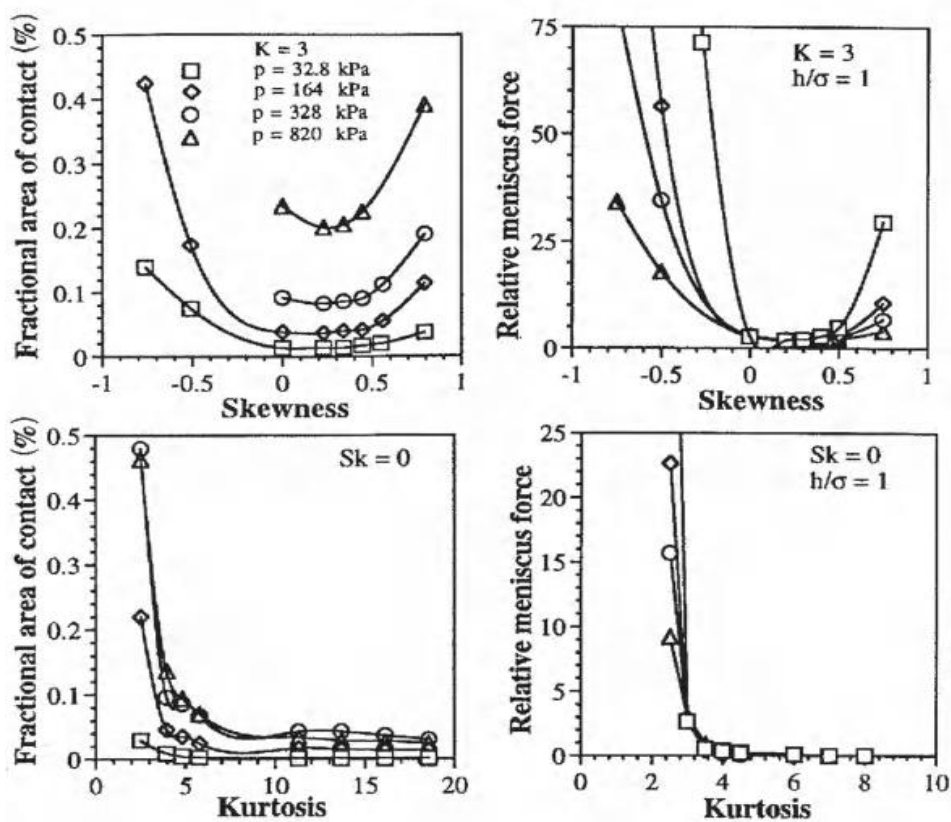 Fractional area of contact (%)
0.5
0.4
0.3
0.2
0.1
0
K = 3
p = 32.8 kPa
p = 164 kPa
p = 328 kPa
p = 820 kPa
-1
-0.5
0
0.5
1
Skewness
Relative meniscus force
75
50
25
0
K = 3
h/σ = 1
-1
-0.5
0
0.5
1
Skewness
Fractional area of contact (%)
0.5
0.4
0.3
0.2
0.1
0
Sk = 0
0
5
10
15
20
Kurtosis
Relative meniscus force
25
20
15
10
5
0
Sk = 0
h/σ = 1
0
2
4
6
8
10
Kurtosis